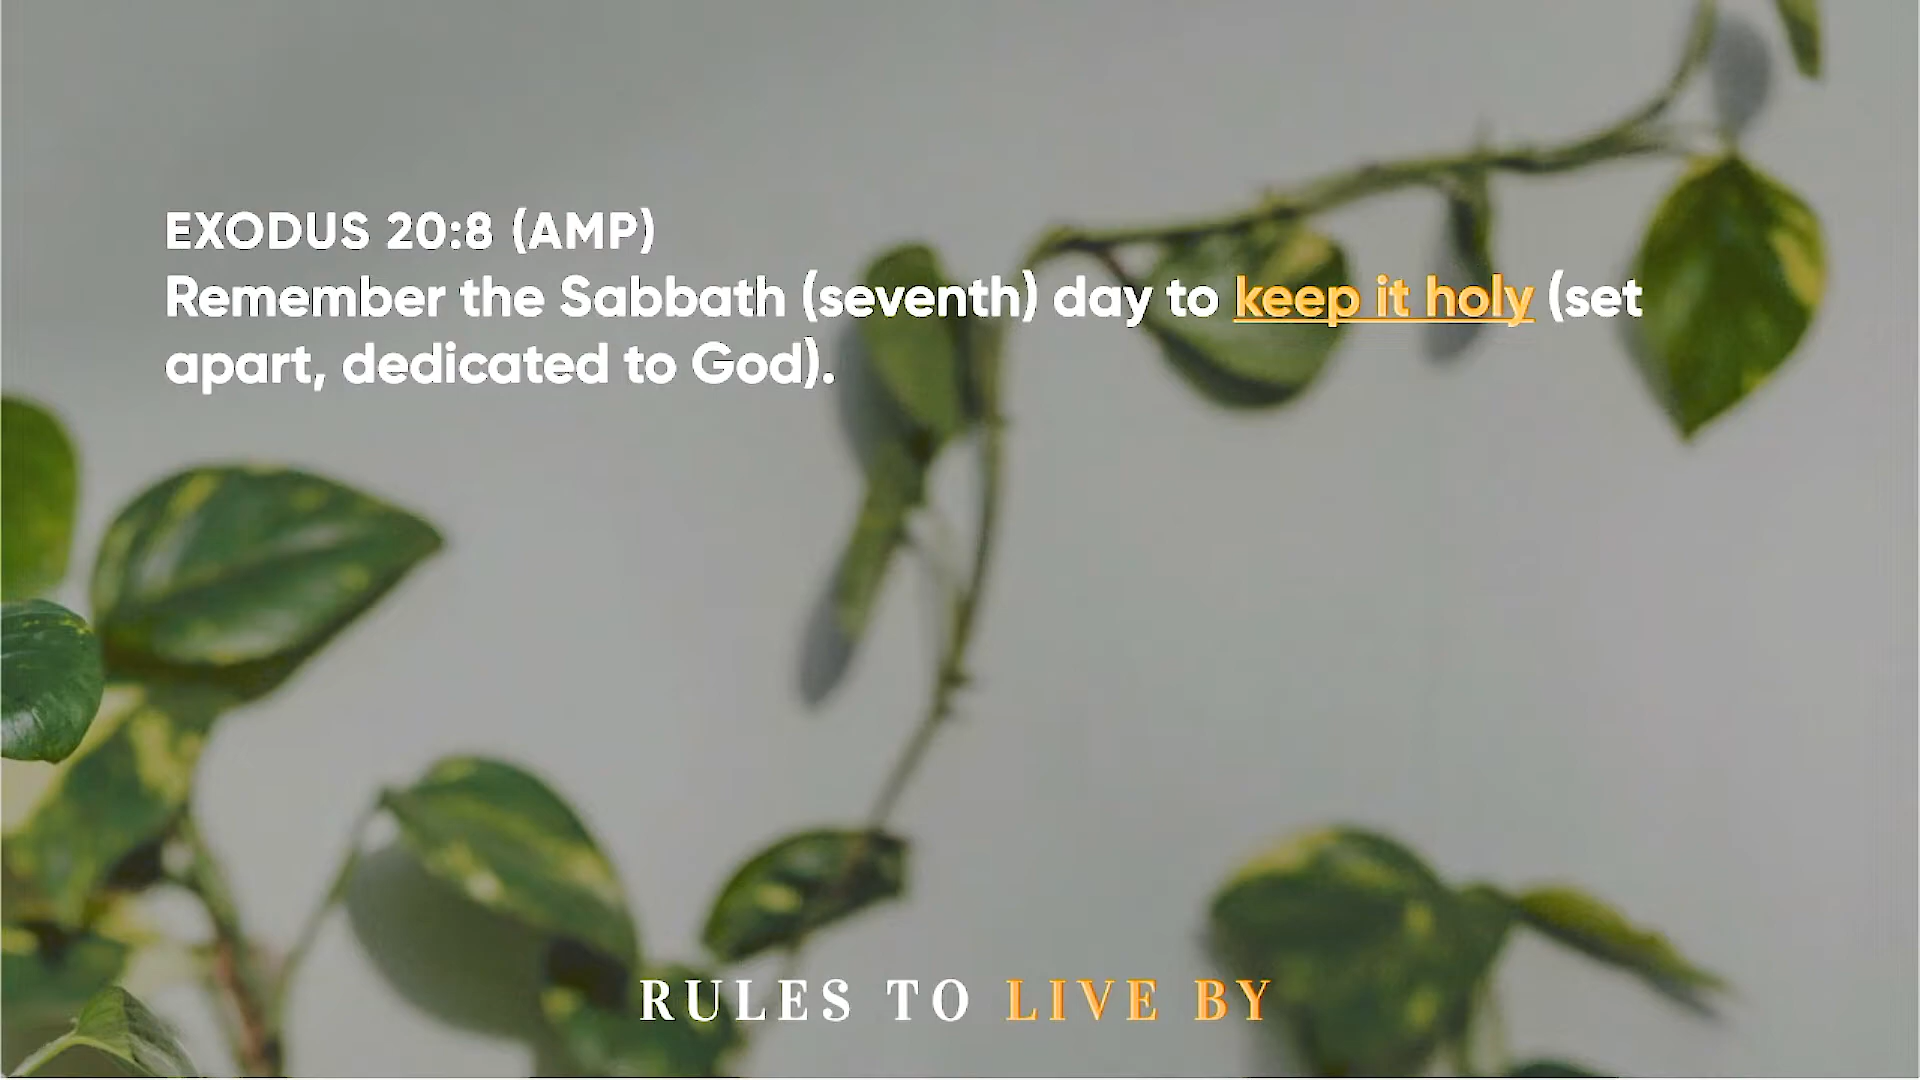 EXODUS 20:8 (AMP)
Remember the Sabbath (seventh) day to keep it holy (set
apart, dedicated to God).
RULES TO LIVE BY